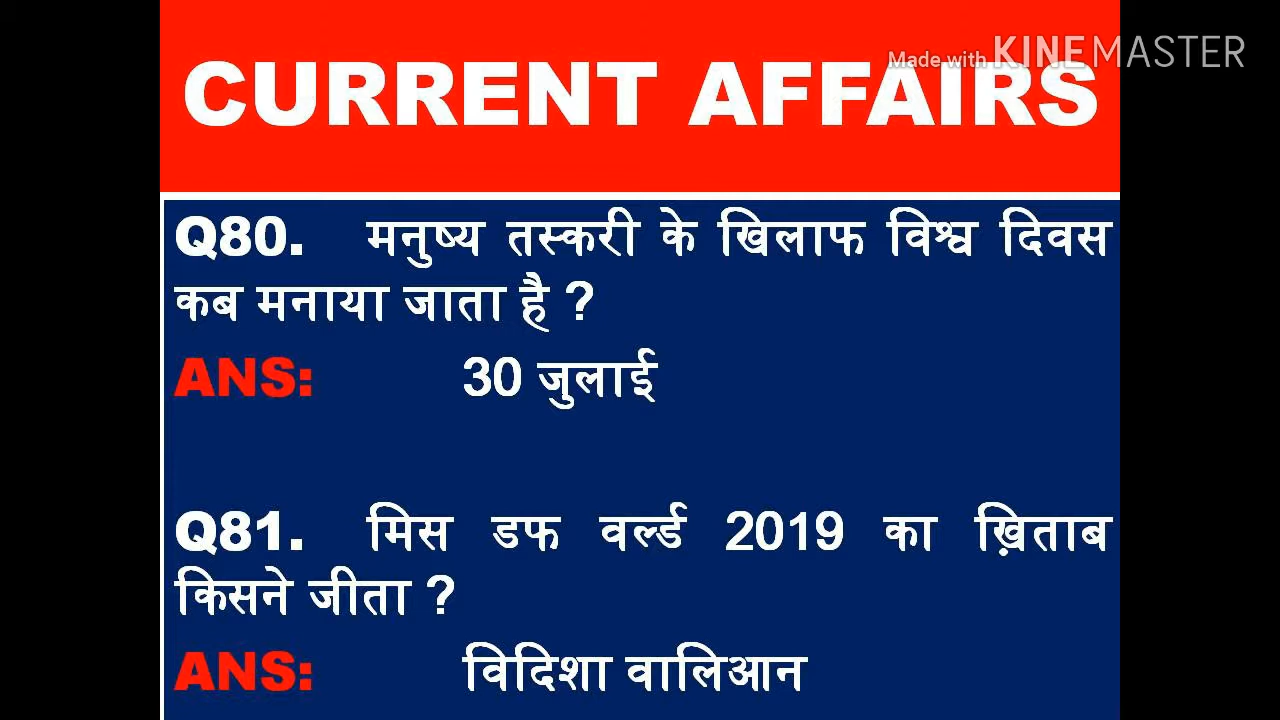 Made with KINEMASTER
CURRENT AFFAIRS
Q80. मनुष्य तस्करी के खिलाफ विश्व दिवस
कब मनाया जाता है ?
ANS: 30 जुलाई
Q81. मिस डफ वर्ल्ड 2019 का ख़िताब
किसने जीता ?
ANS: विदिशा वालिआन